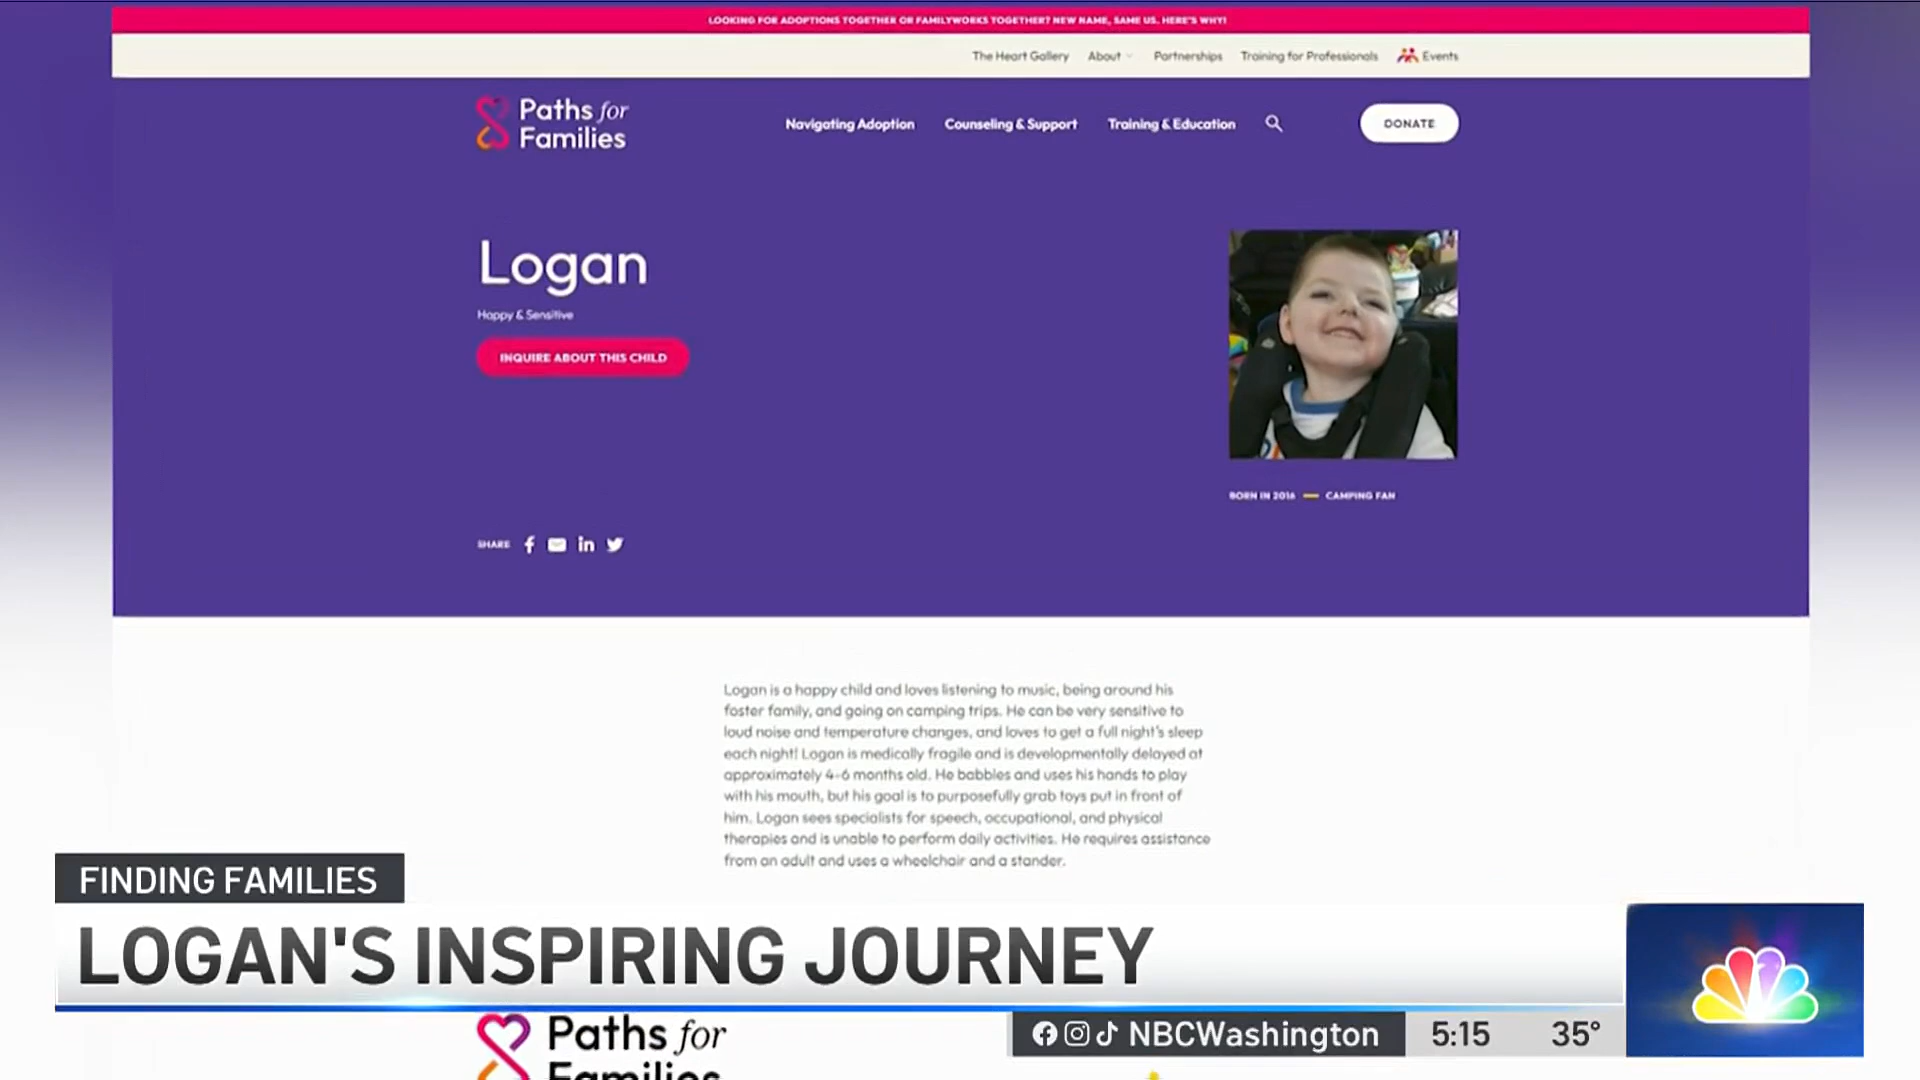 LOOKING FOR ADOPTIONS TOGETHER OR FAMILYWORKS TOGETHER? NEW NAME, SAME US. HERE'S WHY!
The Heart Gallery About Partnerships Training for Professionals Events
Paths for
Families
Navigating Adoption Counseling & Support Training & Education DONATE
Logan
Happy & Sensitive
INQUIRE ABOUT THIS CHILD
BORN IN 2016 CAMPING FAN
SHARE
Logan is a happy child and loves listening to music, being around his
foster family, and going on camping trips. He can be very sensitive to
loud noise and temperature changes, and loves to get a full night's sleep
each night! Logan is medically fragile and is developmentally delayed at
approximately 4-6 months old. He babbles and uses his hands to play
with his mouth, but his goal is to purposefully grab toys put in front of
him. Logan sees specialists for speech, occupational, and physical
therapies and is unable to perform daily activities. He requires assistance
from an adult and uses a wheelchair and a stander.
FINDING FAMILIES
LOGAN'S INSPIRING JOURNEY
Paths for
Families
NBCWashington 5:15 35°